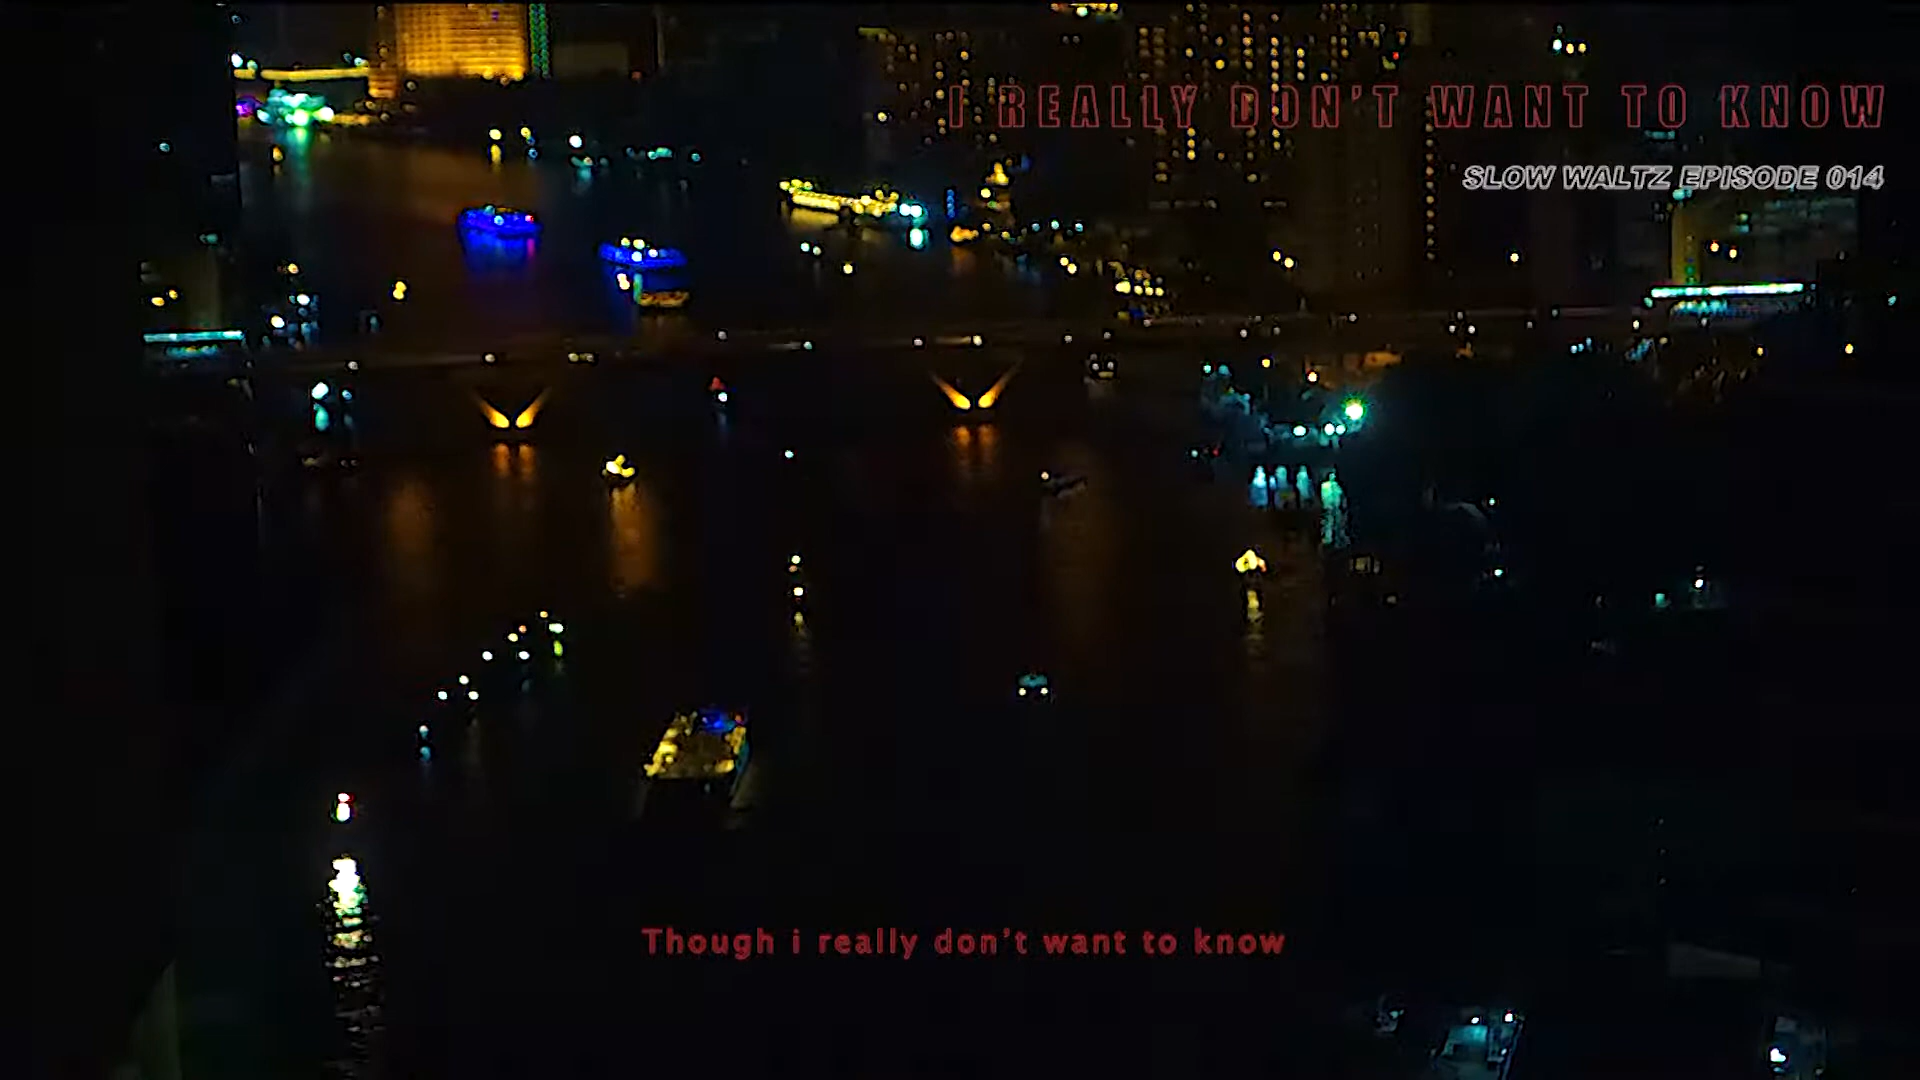 I REALLY DON'T WANT TO KNOW
SLOW WALTZ EPISODE 014
Though i really don't want to know